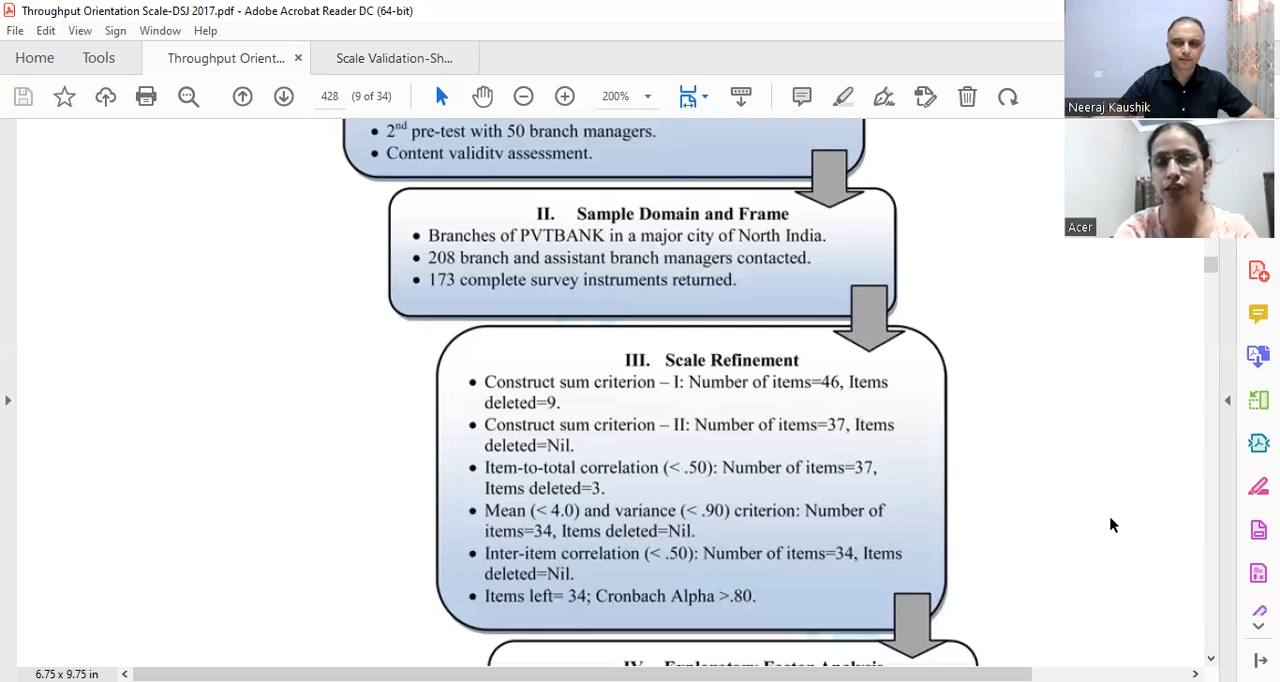 Throughput Orientation Scale-DSJ 2017.pdf - Adobe Acrobat Reader DC (64-bit)
File Edit View Sign Window Help
Home Tools Throughput Orient... × Scale Validation-Sh...
428 (9 of 34) 200%
Neeraj Kaushik
Acer
• 2nd pre-test with 50 branch managers.
• Content validity assessment.
II. Sample Domain and Frame
• Branches of PVTBANK in a major city of North India.
• 208 branch and assistant branch managers contacted.
• 173 complete survey instruments returned.
III. Scale Refinement
• Construct sum criterion – I: Number of items=46, Items
deleted=9.
• Construct sum criterion – II: Number of items=37, Items
deleted=Nil.
• Item-to-total correlation (< .50): Number of items=37,
Items deleted=3.
• Mean (< 4.0) and variance (< .90) criterion: Number of
items=34, Items deleted=Nil.
• Inter-item correlation (< .50): Number of items=34, Items
deleted=Nil.
• Items left= 34; Cronbach Alpha >.80.
IV. Exploratory Factor Analysis
6.75 x 9.75 in